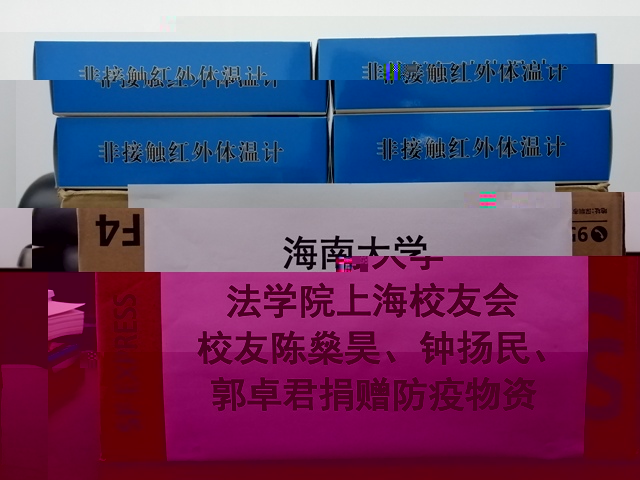 非接触红外体温计
非接触红外体温计
非接触红外体温计
非接触红外体温计
F4
95
海南大学
法学院上海校友会
校友陈燊昊、钟扬民、
郭卓君捐赠防疫物资
SF EXPRESS